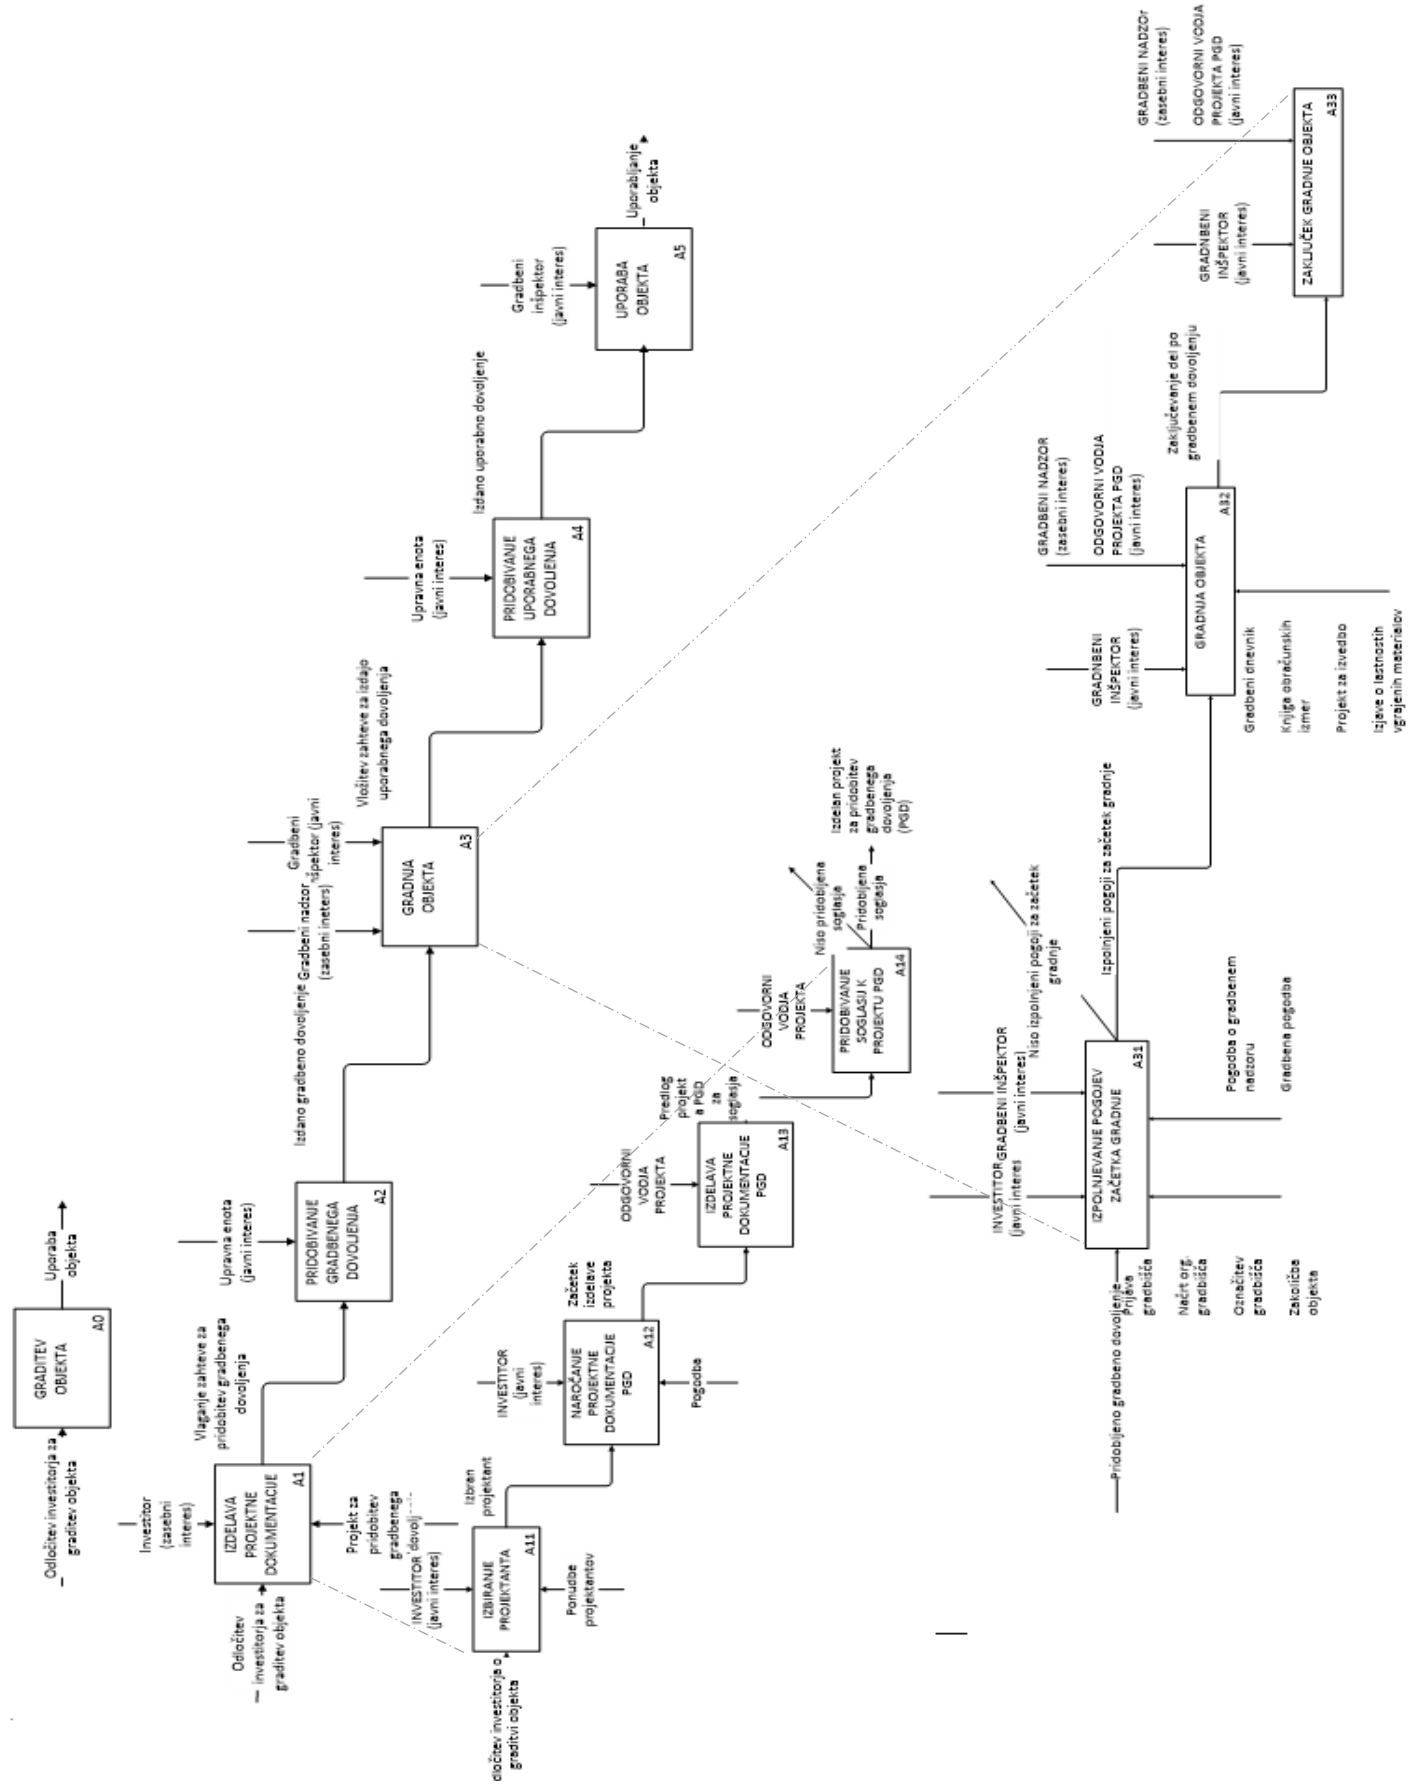 Odločitev investitorja za
graditev objekta
GRADITEV
OBJEKTA
A0
Uporaba
objekta
Odločitev
investitorja za
graditev objekta
Investitor
(zasebni
interes)
IZDELAVA
PROJEKTNE
DOKUMENTACIJE
A1
Projekt za
pridobitev
gradbenega
Vlaganje zahteve za
pridobitev gradbenega
dovoljenja
Upravna enota
(javni interes)
PRIDOBIVANJE
GRADBENEGA
DOVOLJENJA
A2
Izdano gradbeno dovoljenje
Gradbeni nadzor
(zasebni ineters)
Gradbeni
(javni
interes)
GRADNJA
OBJEKTA
A3
Vložitev zahteve za izdajo
uporabnega dovoljenja
Upravna enota
(javni interes)
PRIDOBIVANJE
UPORABNEGA
DOVOLJENJA
A4
Izdano uporabno dovoljenje
Gradbeni
inšpektor
(javni interes)
UPORABA
OBJEKTA
A5
Uporabljanje
objekta
investitorja o
graditvi objekta
INVESTITOR
(javni interes)
IZBIRANJE
PROJEKTANTA
A11
Ponudbe
projektantov
Izbran
projektant
INVESTITOR
(javni
interes)
NAROČANJE
PROJEKTNE
DOKUMENTACIJE
PGD
A12
Pogodba
Začetek
izdelave
projekta
ODGOVORNI
VODJA
PROJEKTA
IZDELAVA
PROJEKTNE
DOKUMENTACIJE
PGD
A13
Predlog
projekt
a PGD
za
soglasja
ODGOVORNI
VODJA
PROJEKTA
PRIDOBIVANJE
SOGLASIJ K
PROJEKTU PGD
A14
Niso pridobljena
soglasja
Pridobljena
soglasja
Izdelan projekt
za pridobitev
gradbenega
dovoljenja
(PGD)
Pridobljeno gradbeno dovoljenje
INVESTITOR
(javni interes
GRADBENI INŠPEKTOR
(javni interes)
IZPOLNJEVANJE POGOJEV
ZAČETKA GRADNJE
A31
Prijava
gradbišča
Načrt org.
gradbišča
Označitev
gradbišča
Zakoličba
objekta
Pogodba o gradbenem
nadzoru
Gradbena pogodba
Niso izpolnjeni pogoji za začetek
gradnje
Izpolnjeni pogoji za začetek gradnje
GRADNBENI
INŠPEKTOR
(javni interes)
GRADBENI NADZOR
(zasebni interes)
ODGOVORNI VODJA
PROJEKTA PGD
(javni interes)
GRADNJA OBJEKTA
A32
Gradbeni dnevnik
Knjiga obračunskih
izmer
Projekt za izvedbo
Izjave o lastnostih
vgrajenih materialov
Zaključevanje del po
gradbenem dovoljenju
GRADNBENI
INŠPEKTOR
(javni interes)
GRADBENI NADZOr
(zasebni interes)
ODGOVORNI VODJA
PROJEKTA PGD
(javni interes)
ZAKLJUČEK GRADNJE OBJEKTA
A33